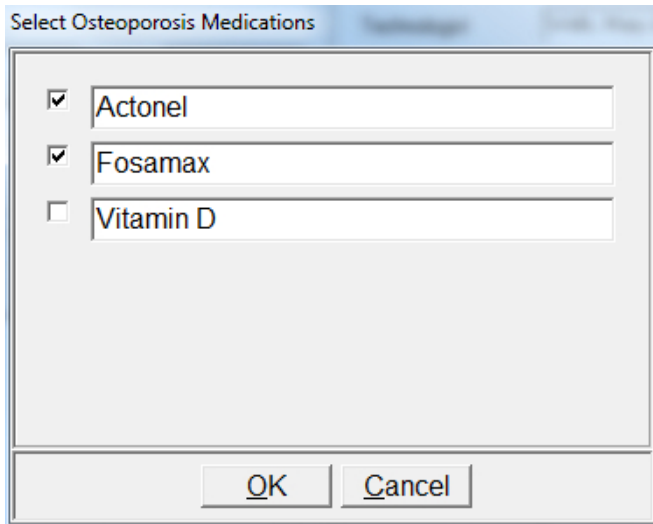 Select Osteoporosis Medications
Actonel
Fosamax
Vitamin D
OK
Cancel